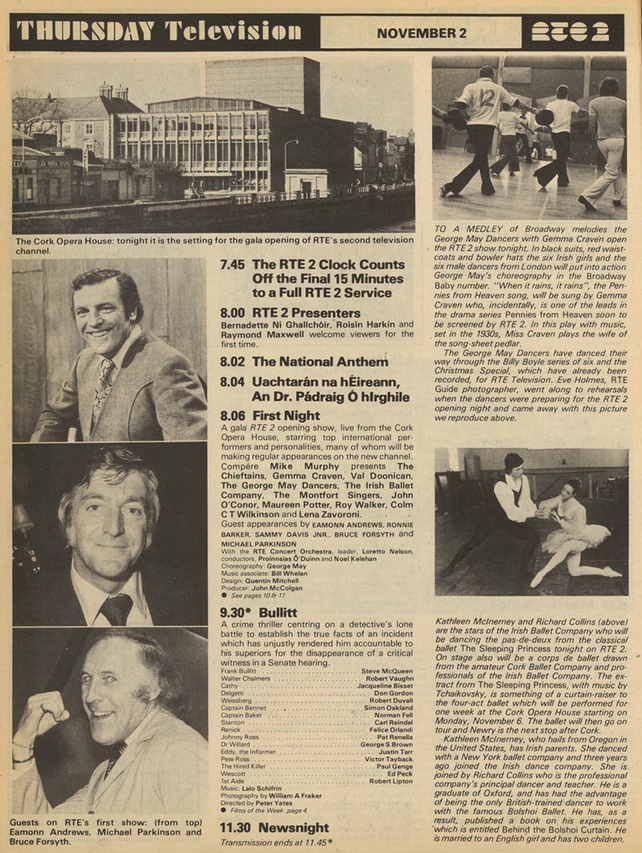 THURSDAY Television
NOVEMBER 2
RTE 2
The Cork Opera House: tonight it is the setting for the gala opening of RTE's second television
channel.
7.45 The RTE 2 Clock Counts
Off the Final 15 Minutes
to a Full RTE 2 Service
8.00 RTE 2 Presenters
Bernadette Ní Ghallchóir, Roisín Harkin and
Raymond Maxwell welcome viewers for the
first time.
8.02 The National Anthem
8.04 Uachtarán na hÉireann,
An Dr. Pádraig Ó hIrghile
8.06 First Night
A gala RTE 2 opening show, live from the Cork
Opera House, starring top international per-
formers and personalities, many of whom will be
making regular appearances on the new channel.
Compére Mike Murphy presents The
Chieftains, Gemma Craven, Val Doonican,
The George May Dancers, The Irish Ballet
Company, The Montfort Singers, John
O'Conor, Maureen Potter, Roy Walker, Colm
C T Wilkinson and Lena Zavoroni.
Guest appearances by EAMONN ANDREWS, RONNIE
BARKER, SAMMY DAVIS JNR., BRUCE FORSYTH and
MICHAEL PARKINSON
With the RTE Concert Orchestra, leader, Loretto Nelson,
conductors, Proinnsías Ó'Duinn and Noel Kelehan
Choreography: George May
Music associate: Bill Whelan
Design: Quentin Mitchell
Producer: John McColgan
● See pages 10 & 11
9.30* Bullitt
A crime thriller centring on a detective's lone
battle to establish the true facts of an incident
which has unjustly rendered him accountable to
his superiors for the disappearance of a critical
witness in a Senate hearing.
Frank Bullitt Steve McQueen
Walter Chalmers Robert Vaughn
Cathy Jacqueline Bisset
Delgetti Don Gordon
Weissberg Robert Duvall
Captain Bennet Simon Oakland
Captain Baker Norman Fell
Stanton Carl Reindel
Renick Felice Orlandi
Johnny Ross Pat Renella
Dr Willard George S Brown
Eddy, the Informer Justin Tarr
Pete Ross Victor Tayback
The Hired Killer Paul Genge
Wescott Ed Peck
1st Aide Robert Lipton
Music: Lalo Schifrin
Photography by William A Fraker
Directed by Peter Yates
● Films of the Week: page 4
11.30 Newsnight
Transmission ends at 11.45*
Guests on RTE's first show: (from top)
Eamonn Andrews, Michael Parkinson and
Bruce Forsyth.
12
TO A MEDLEY of Broadway melodies the
George May Dancers with Gemma Craven open
the RTE 2 show tonight. In black suits, red waist-
coats and bowler hats the six Irish girls and the
six male dancers from London will put into action
George May's choreography in the Broadway
Baby number. "When it rains, it rains", the Pen-
nies from Heaven song, will be sung by Gemma
Craven who, incidentally, is one of the leads in
the drama series Pennies from Heaven soon
to be screened by RTE 2. In this play with music,
set in the 1930s, Miss Craven plays the wife of
the song-sheet pedlar.
The George May Dancers have danced their
way through the Billy Boyle series of six and the
Christmas Special, which have already been
recorded, for RTE Television. Eve Holmes, RTE
Guide photographer, went along to rehearsals
when the dancers were preparing for the RTE 2
opening night and came away with this picture
we reproduce above.
Kathleen McInerney and Richard Collins (above)
are the stars of the Irish Ballet Company who will
be dancing the pas-de-deux from the classical
ballet The Sleeping Princess tonight on RTE 2.
On stage also will be a corps de ballet drawn
from the amateur Cork Ballet Company and pro-
fessionals of the Irish Ballet Company. The ex-
tract from The Sleeping Princess, with music by
Tchaikovsky, is something of a curtain-raiser to
the four-act ballet which will be performed for
one week at the Cork Opera House starting on
Monday, November 6. The ballet will then go on
tour and Newry is the next stop after Cork.
Kathleen McInerney, who hails from Oregon in
the United States, has Irish parents. She danced
with a New York ballet company and three years
ago joined the Irish dance company. She is
joined by Richard Collins who is the professional
company's principal dancer and teacher. He is a
graduate of Oxford, and has had the advantage
of being the only British-trained dancer to work
with the famous Bolshoi Ballet. He has, as a
result, published a book on his experiences
which is entitled Behind the Bolshoi Curtain. He
is married to an English girl and has two children.